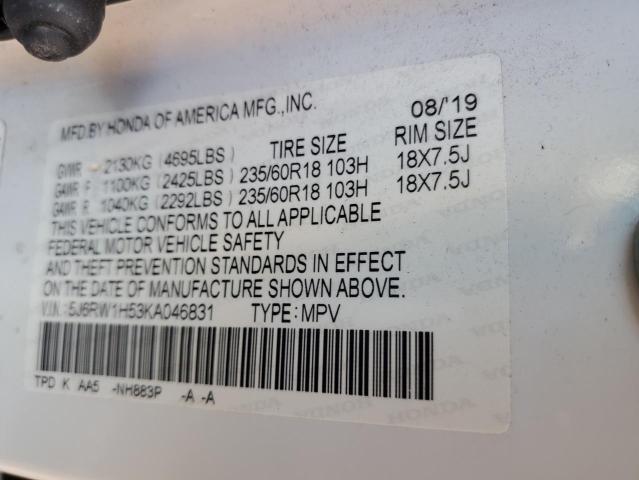 MFD.BY HONDA OF AMERICA MFG.,INC. 08/'19
TIRE SIZE RIM SIZE
GVWR 2130KG (4695LBS)
GAWR F 1100KG (2425LBS) 235/60R18 103H 18X7.5J
GAWR R 1040KG (2292LBS) 235/60R18 103H 18X7.5J
THIS VEHICLE CONFORMS TO ALL APPLICABLE
FEDERAL MOTOR VEHICLE SAFETY
AND THEFT PREVENTION STANDARDS IN EFFECT
ON THE DATE OF MANUFACTURE SHOWN ABOVE.
V.I.N.: 5J6RW1H53KA046831 TYPE: MPV
TPD K AA5 -NH883P -A -A